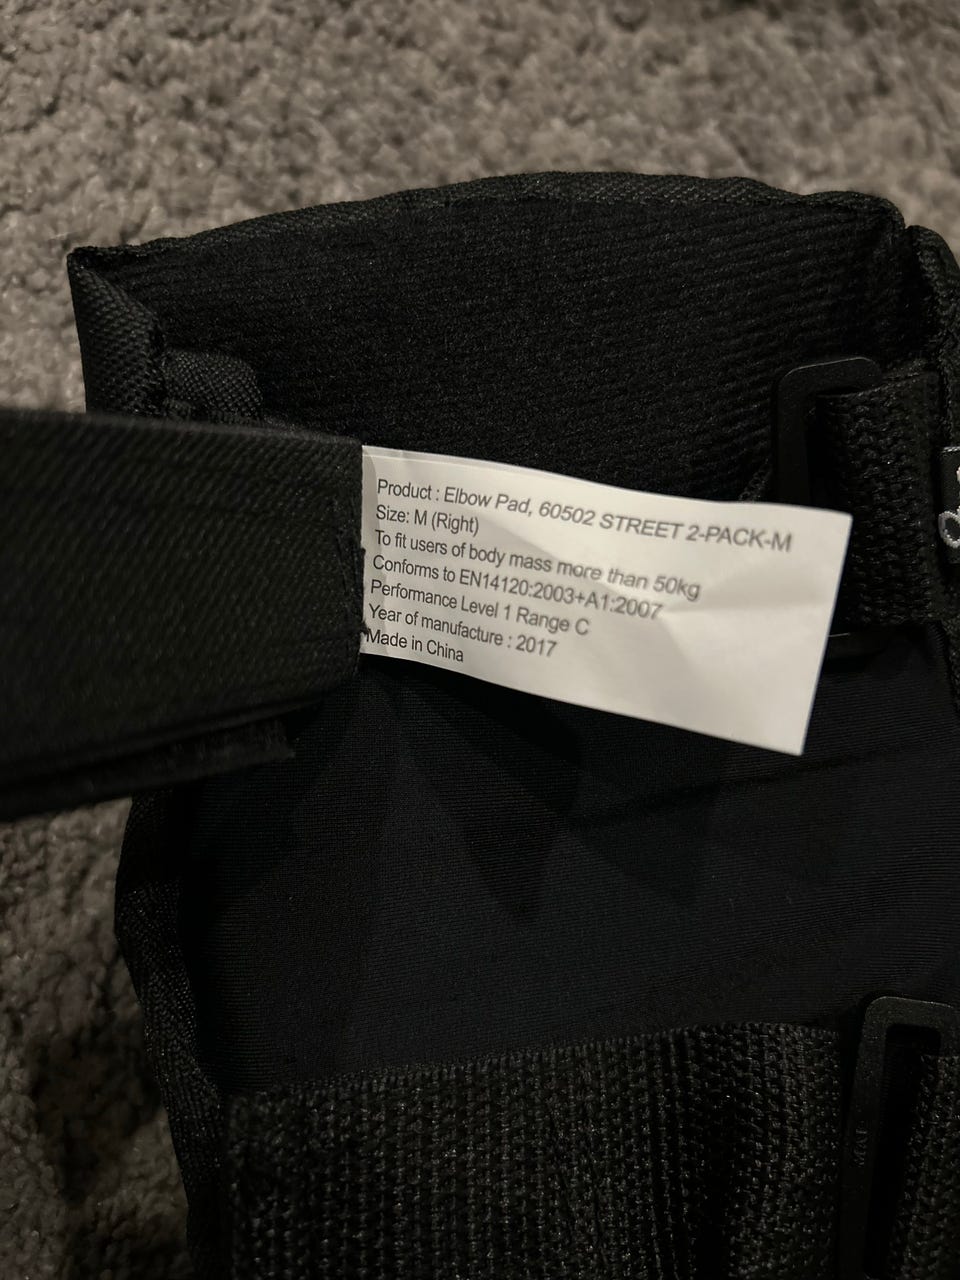 Product : Elbow Pad, 60502 STREET 2-PACK-M
Size: M (Right)
To fit users of body mass more than 50kg
Conforms to EN14120:2003+A1:2007
Performance Level 1 Range C
Year of manufacture : 2017
Made in China